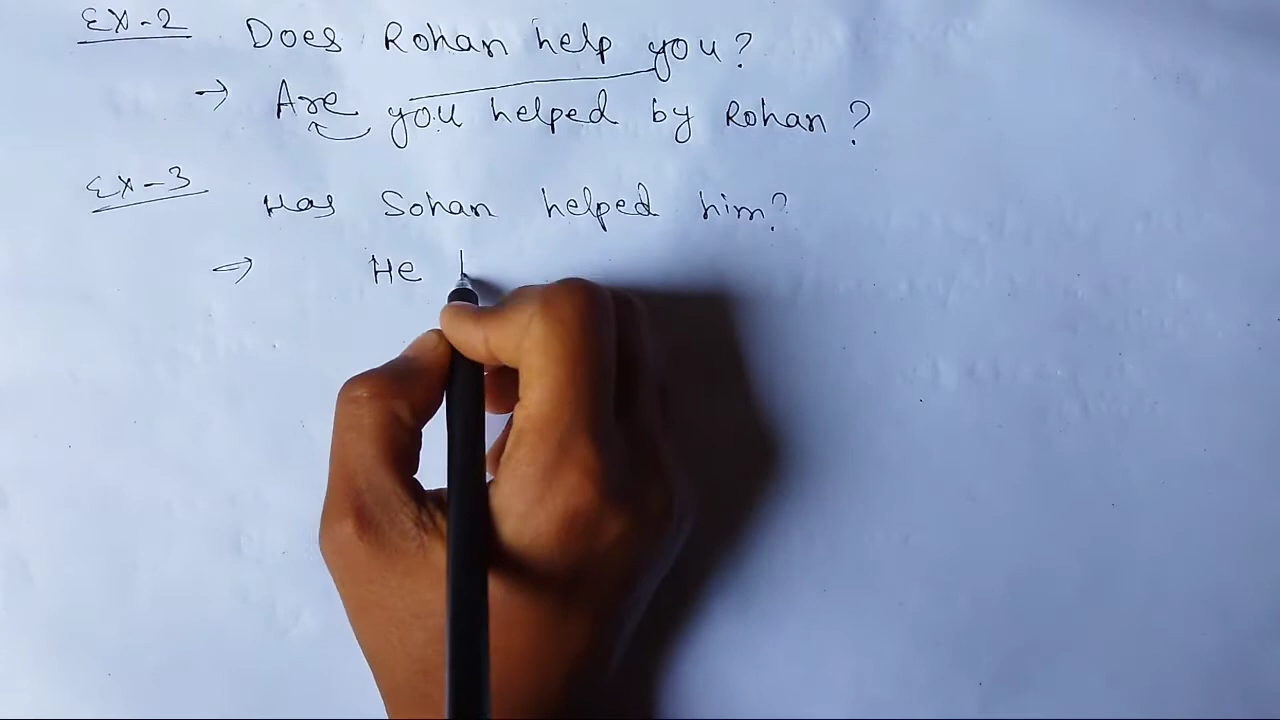 Ex-2 Does Rohan help you?
→ Are you helped by Rohan?
Ex-3 Has Sohan helped him?
→ He